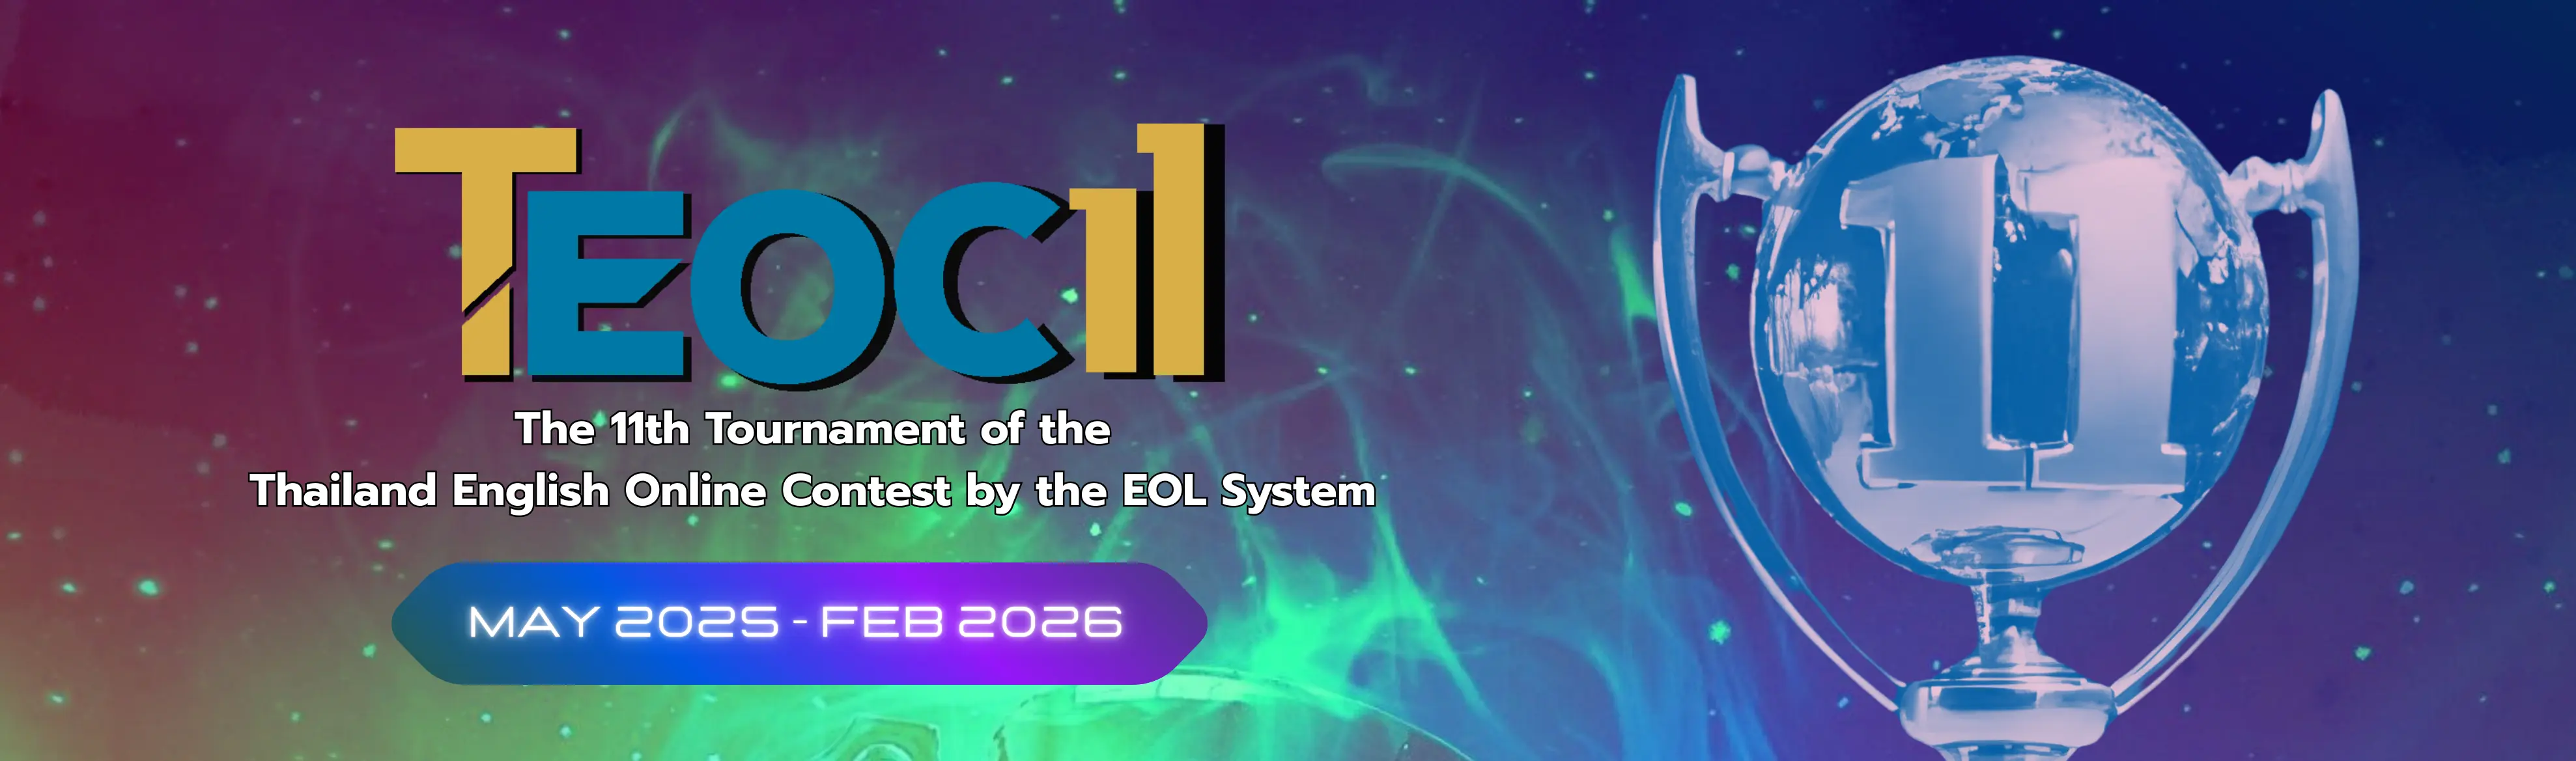 TEOC11
The 11th Tournament of the
Thailand English Online Contest by the EOL System
MAY 2025 - FEB 2026
11